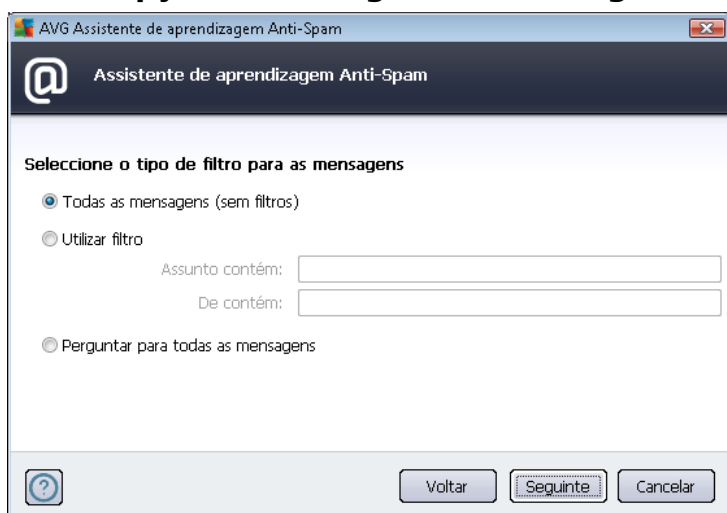 AVG Assistente de aprendizagem Anti-Spam
Assistente de aprendizagem Anti-Spam
Seleccione o tipo de filtro para as mensagens
Todas as mensagens (sem filtros)
Utilizar filtro
Assunto contém:
De contém:
Perguntar para todas as mensagens
Voltar
Seguinte
Cancelar